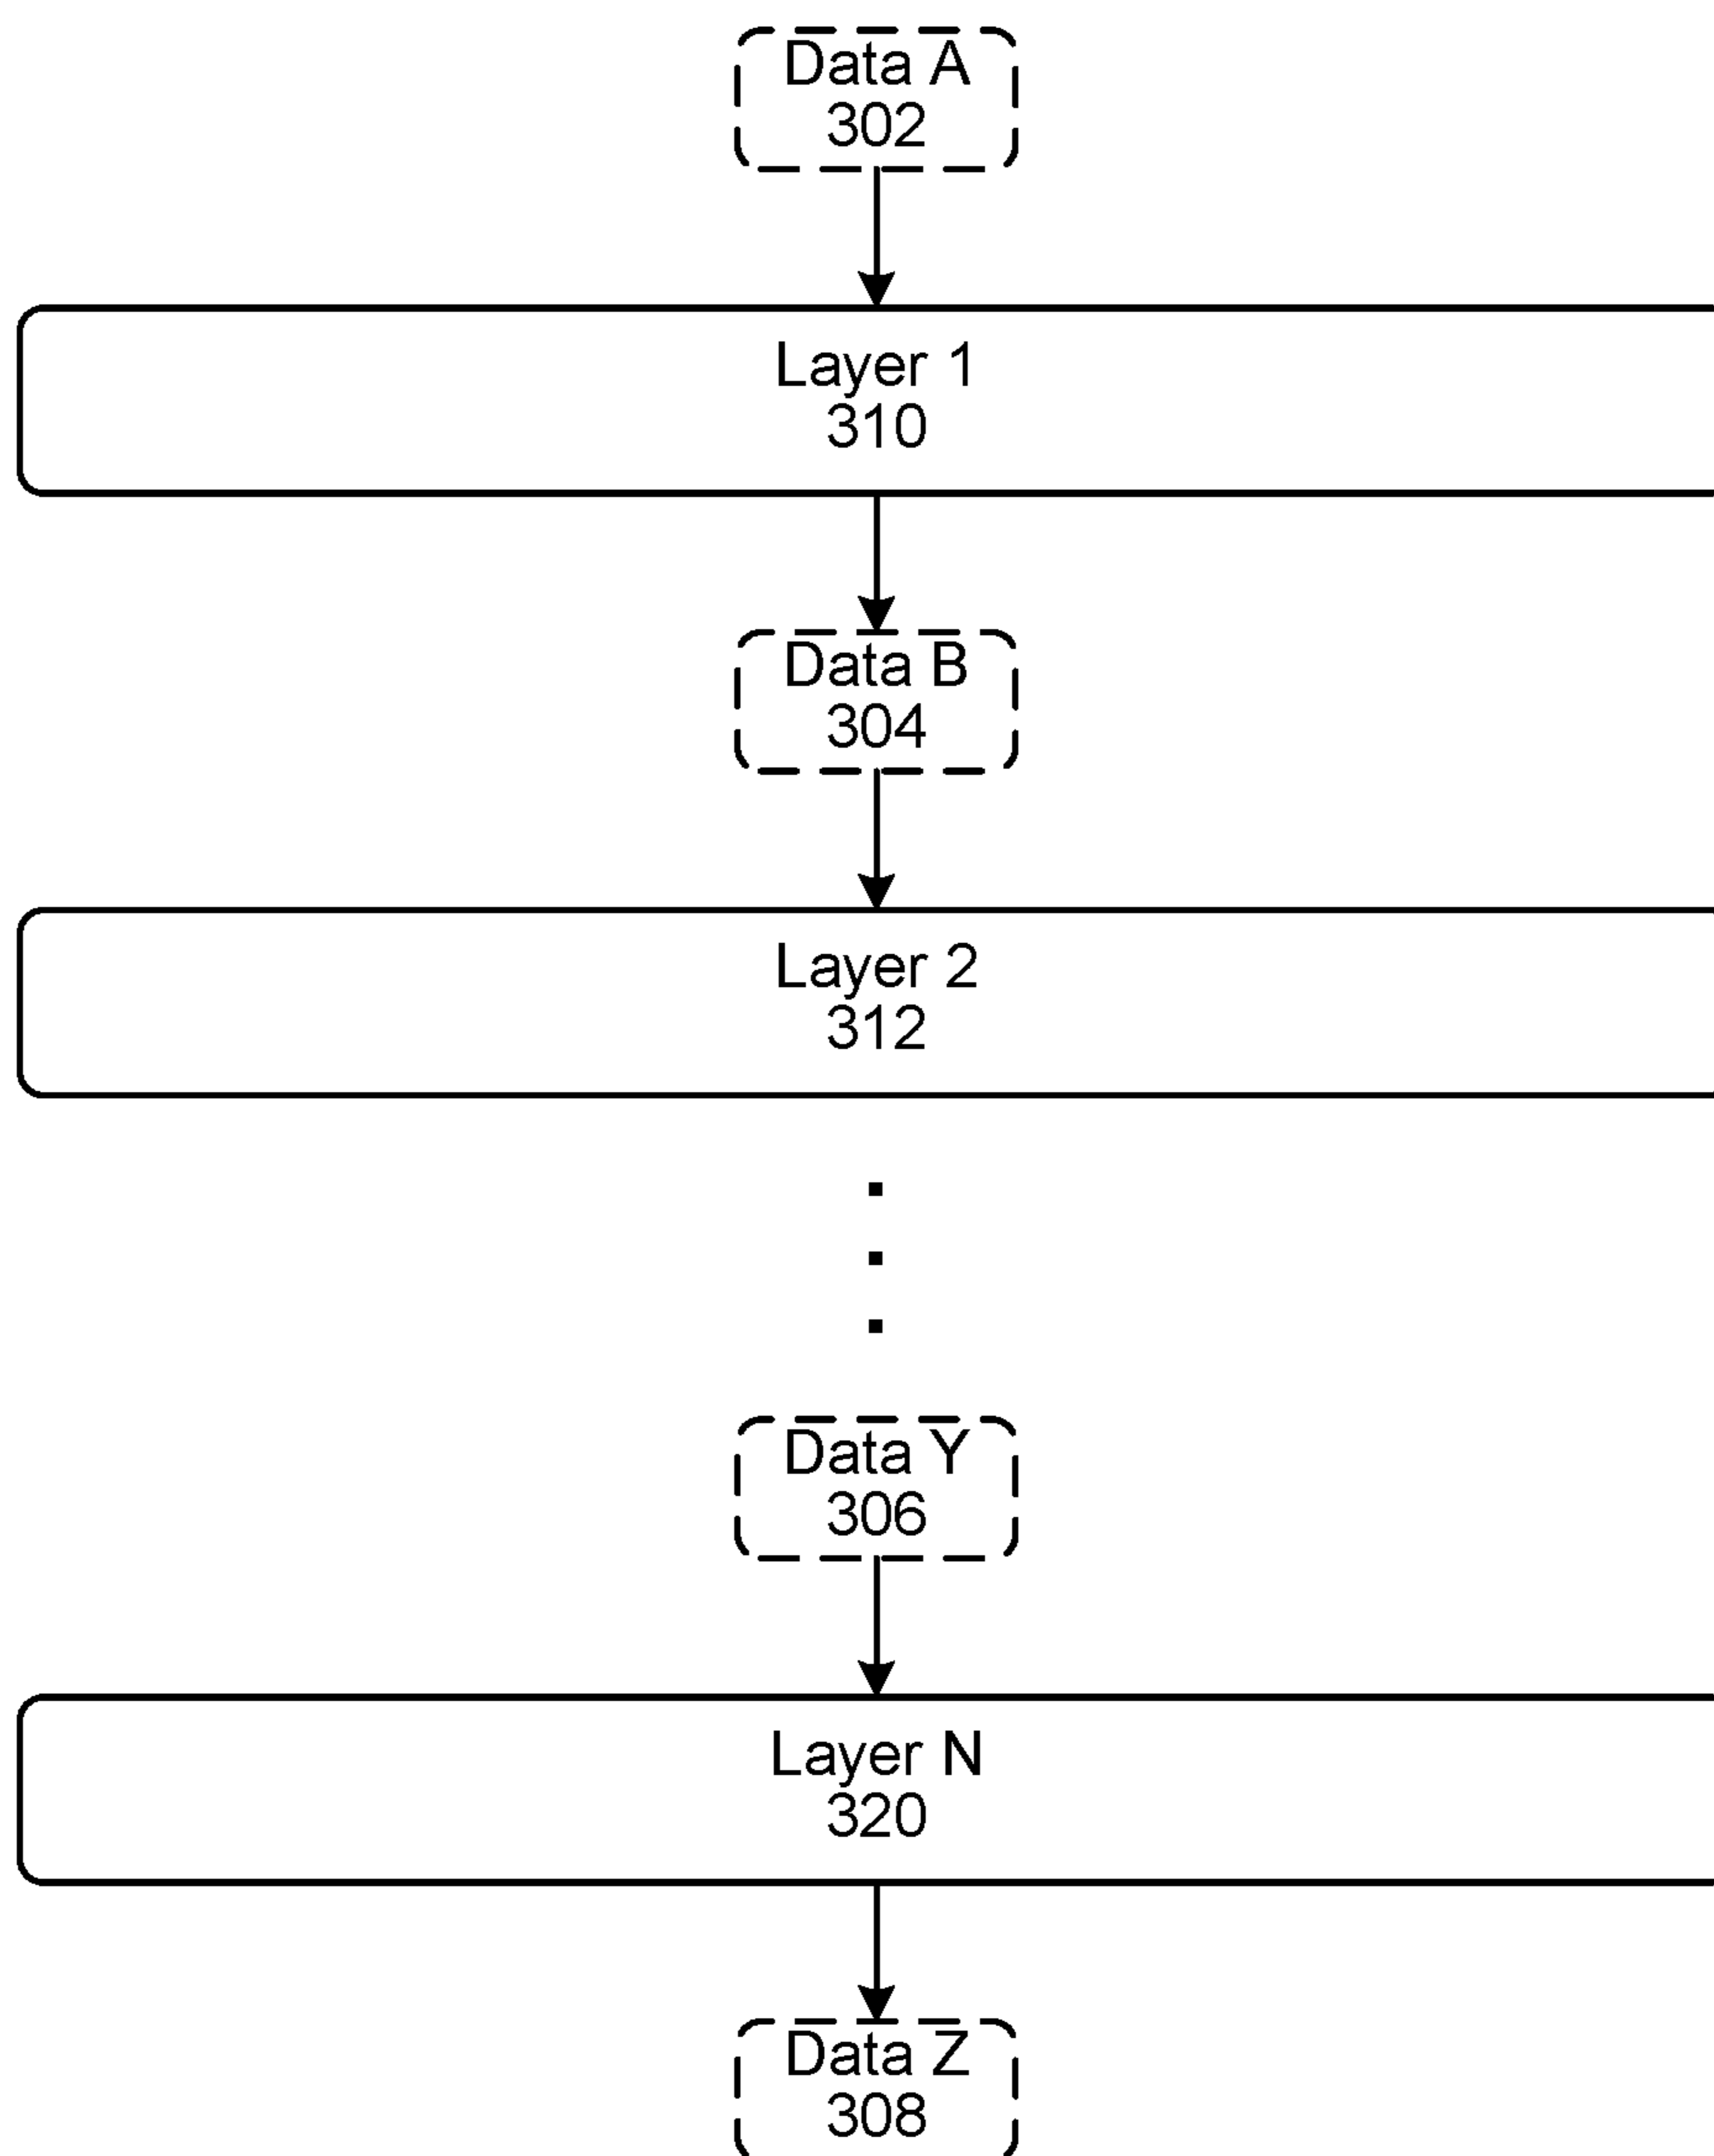 Data A
302
Layer 1
310
Data B
304
Layer 2
312
Data Y
306
Layer N
320
Data Z
308